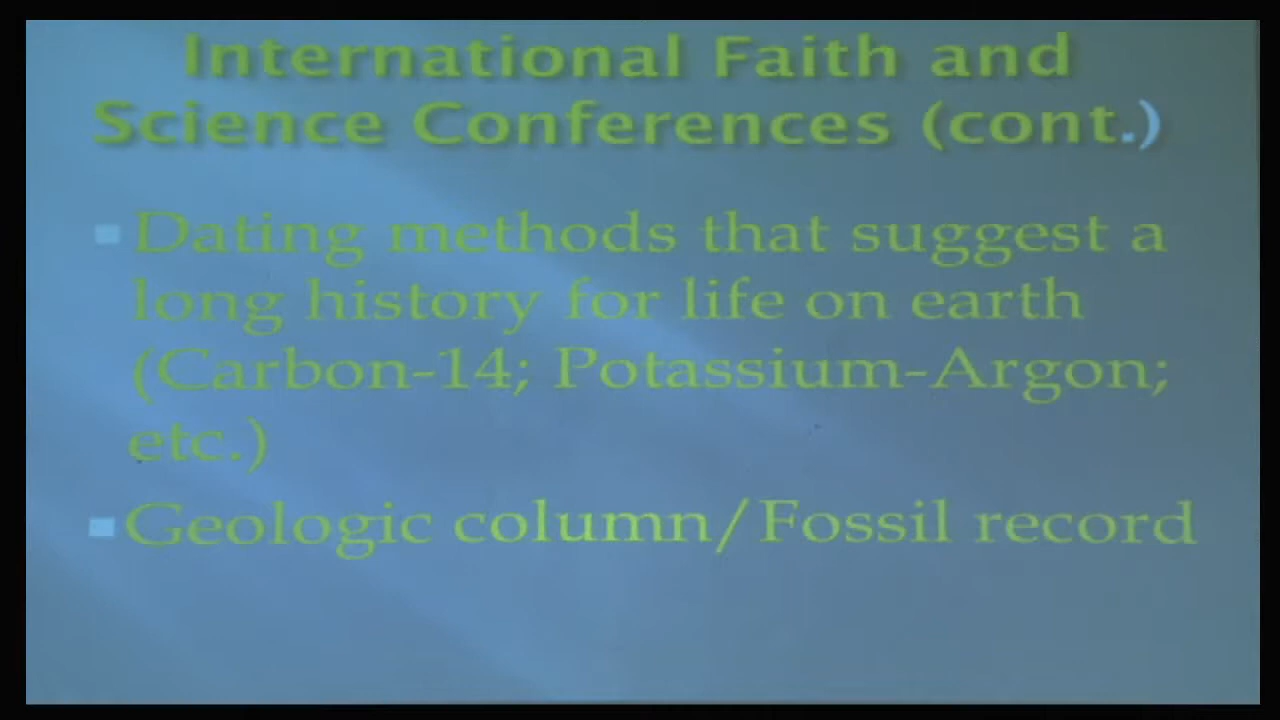 International Faith and
Science Conferences (cont.)
Dating methods that suggest a
long history for life on earth
(Carbon-14; Potassium-Argon;
etc.)
Geologic column/Fossil record